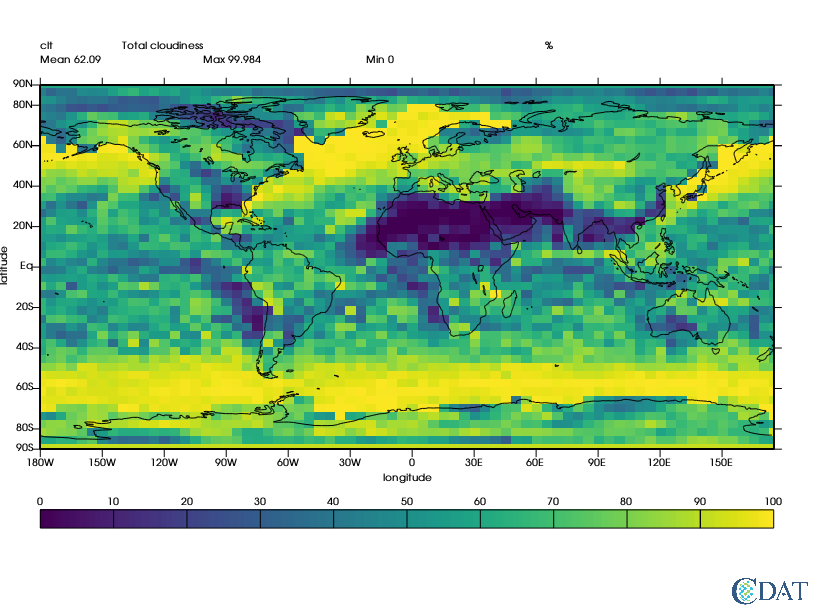 clt Total cloudiness %
Mean 62.09 Max 99.984 Min 0
90N
80N
60N
40N
20N
Eq
20S
40S
60S
80S
90S
latitude
180W 150W 120W 90W 60W 30W 0 30E 60E 90E 120E 150E
longitude
0 10 20 30 40 50 60 70 80 90 100
CDAT